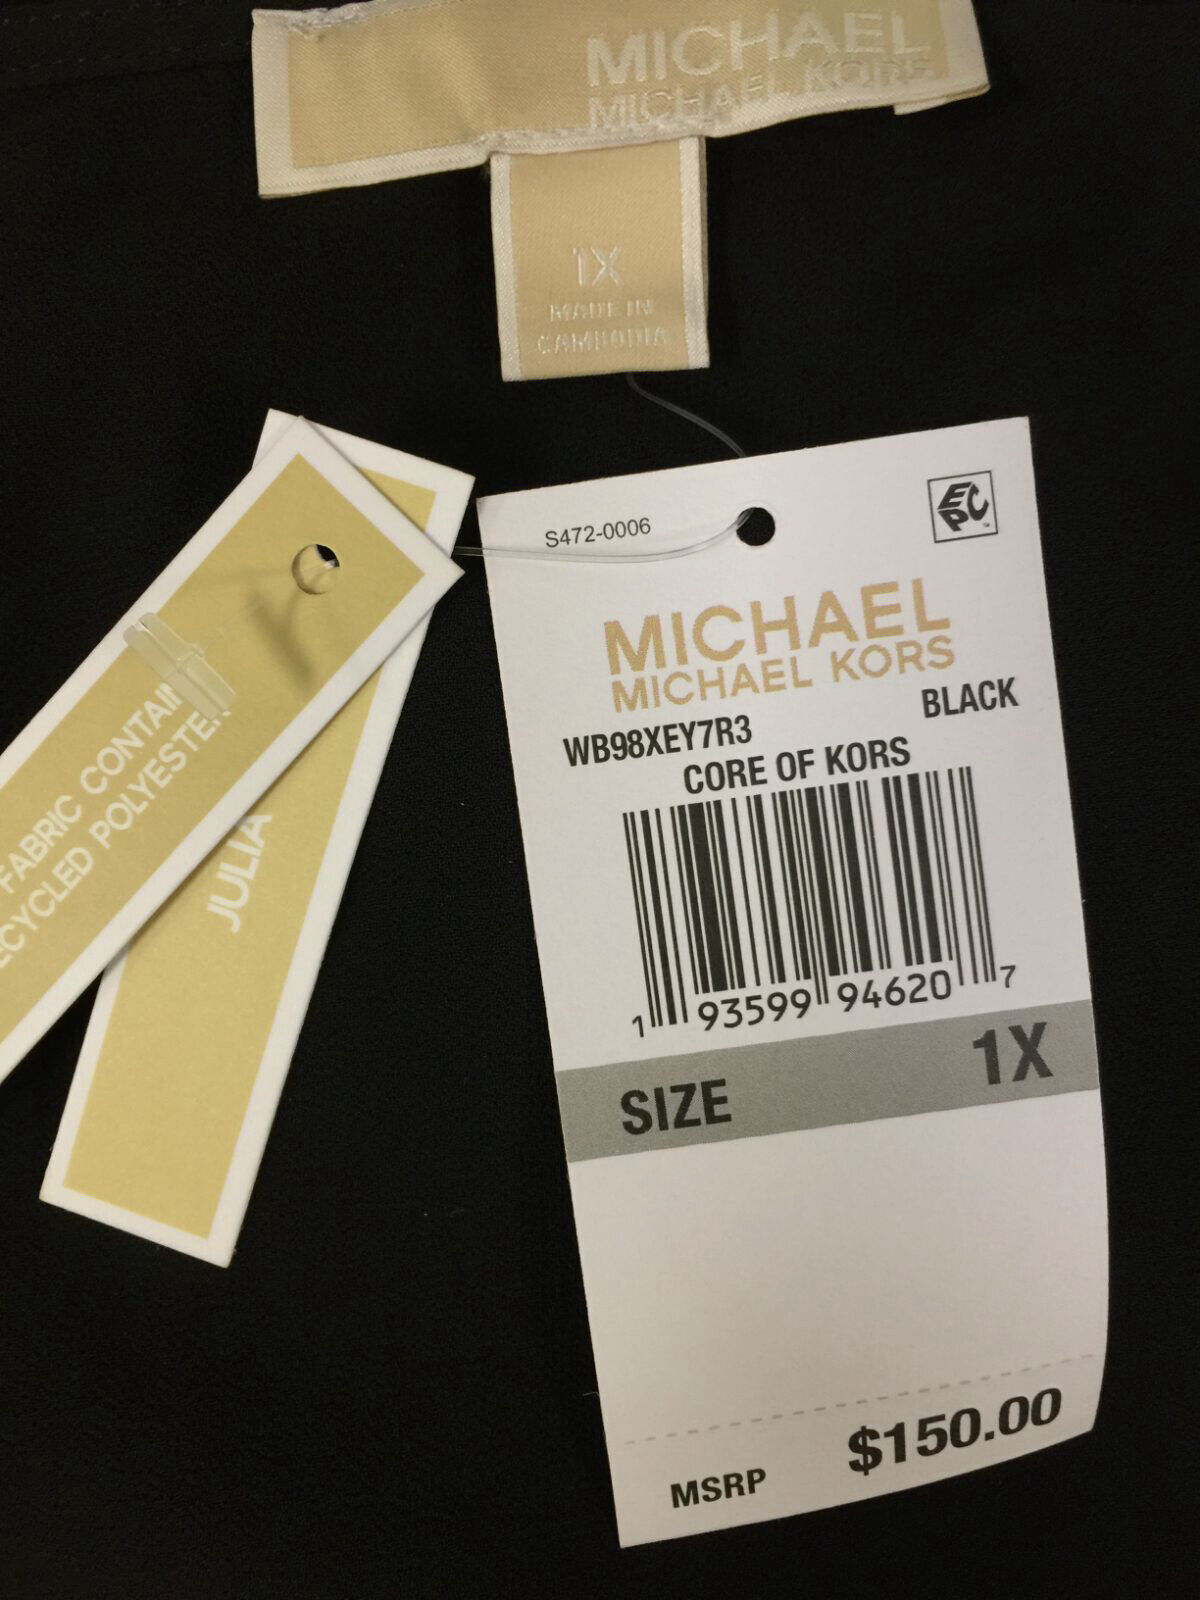 MICHAEL
MICHAEL KORS
1X
MADE IN
CAMBODIA
S472-0006
EPC
MICHAEL
MICHAEL KORS
BLACK
WB98XEY7R3
CORE OF KORS
1 93599 94620 7
SIZE 1X
MSRP $150.00
FABRIC CONTAIN
ECYCLED POLYESTER
JULIA